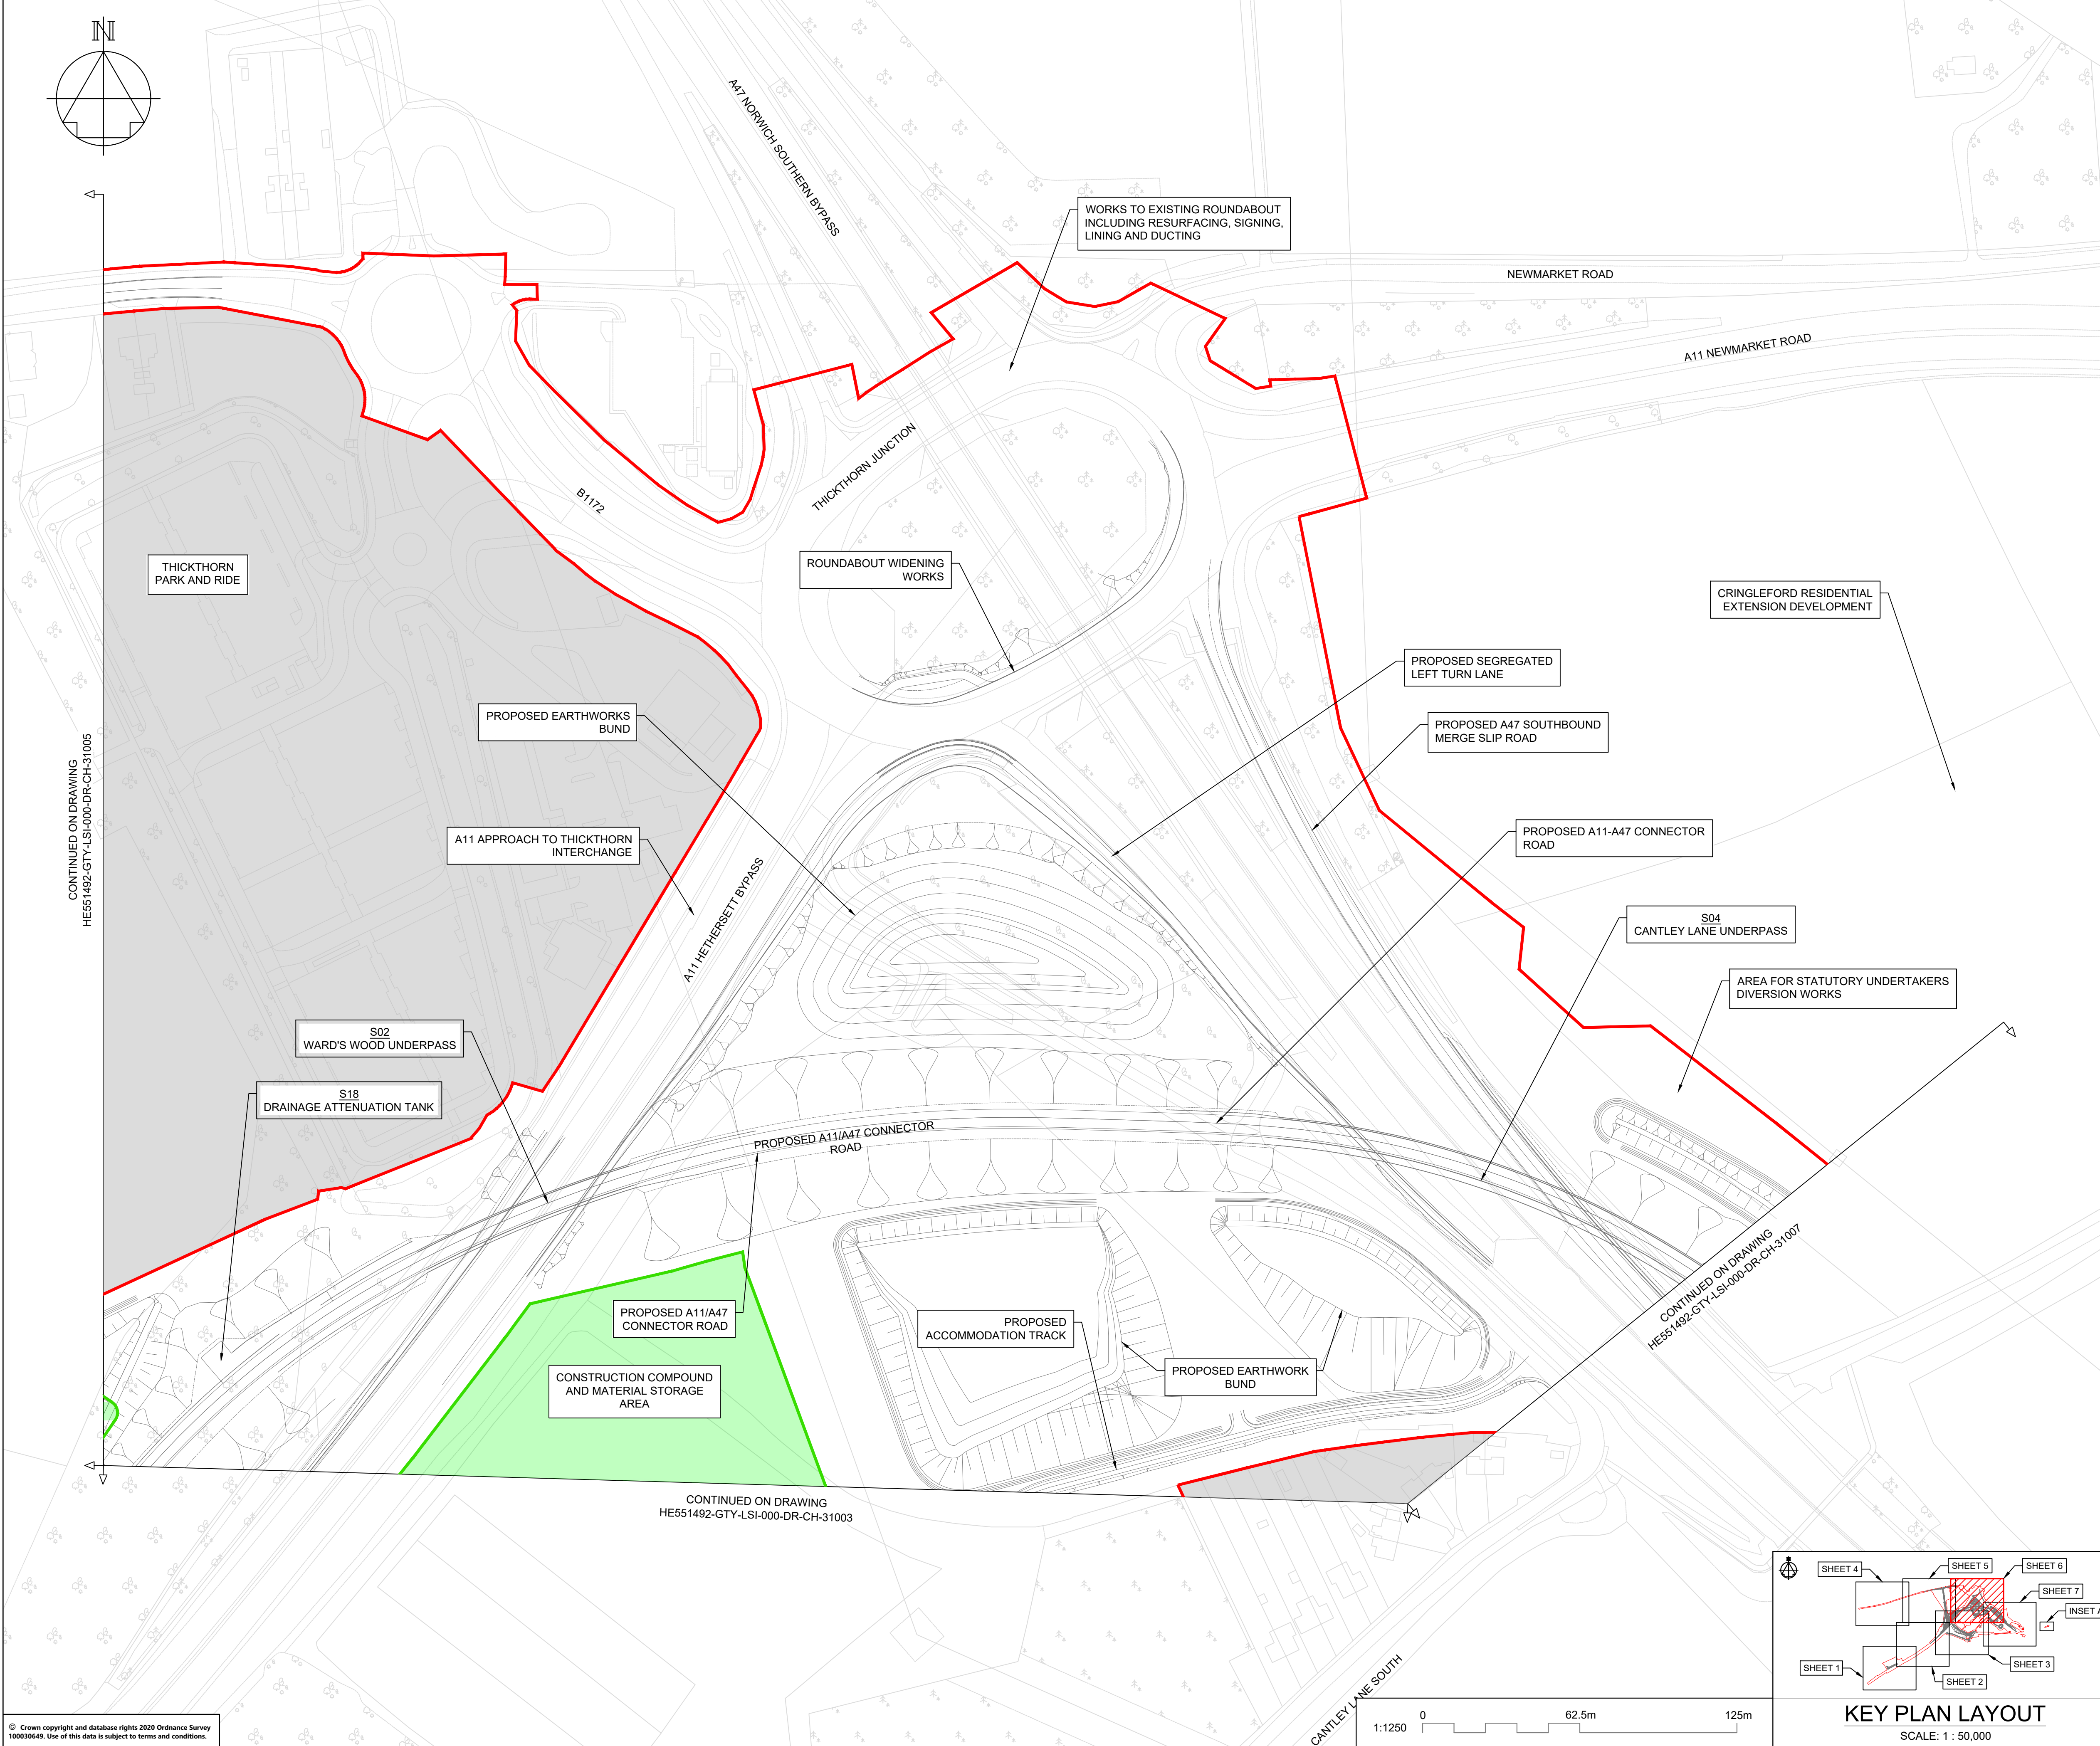 N
A47 NORWICH SOUTHERN BYPASS
WORKS TO EXISTING ROUNDABOUT
INCLUDING RESURFACING, SIGNING,
LINING AND DUCTING
NEWMARKET ROAD
A11 NEWMARKET ROAD
THICKTHORN JUNCTION
B1172
THICKTHORN
PARK AND RIDE
ROUNDABOUT WIDENING
WORKS
CRINGLEFORD RESIDENTIAL
EXTENSION DEVELOPMENT
PROPOSED SEGREGATED
LEFT TURN LANE
PROPOSED EARTHWORKS
BUND
PROPOSED A47 SOUTHBOUND
MERGE SLIP ROAD
CONTINUED ON DRAWING
HE551492-GTY-LSI-000-DR-CH-31005
A11 APPROACH TO THICKTHORN
INTERCHANGE
PROPOSED A11-A47 CONNECTOR
ROAD
A11 HETHERSETT BYPASS
S04
CANTLEY LANE UNDERPASS
AREA FOR STATUTORY UNDERTAKERS
DIVERSION WORKS
S02
WARD'S WOOD UNDERPASS
S18
DRAINAGE ATTENUATION TANK
PROPOSED A11/A47 CONNECTOR
ROAD
CONTINUED ON DRAWING
HE551492-GTY-LSI-000-DR-CH-31007
PROPOSED A11/A47
CONNECTOR ROAD
PROPOSED
ACCOMMODATION TRACK
PROPOSED EARTHWORK
BUND
CONSTRUCTION COMPOUND
AND MATERIAL STORAGE
AREA
CONTINUED ON DRAWING
HE551492-GTY-LSI-000-DR-CH-31003
CANTLEY LANE SOUTH
SHEET 4
SHEET 5
SHEET 6
SHEET 7
INSET A
SHEET 1
SHEET 2
SHEET 3
KEY PLAN LAYOUT
SCALE: 1 : 50,000
1:1250
0
62.5m
125m
© Crown copyright and database rights 2020 Ordnance Survey
100030649. Use of this data is subject to terms and conditions.